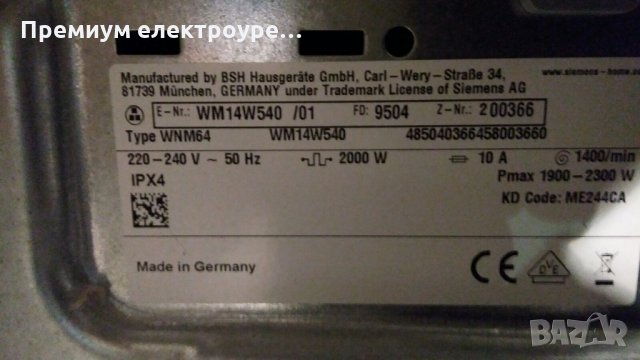 Премиум електроуре...
Manufactured by BSH Hausgeräte GmbH, Carl-Wery-Straße 34,
81739 München, GERMANY under Trademark License of Siemens AG
E-Nr.: WM14W540 /01 FD: 9504 Z-Nr.: 200366
Type WNM64 WM14W540 485040366458003660
220-240 V ~ 50 Hz 2000 W 10 A 1400/min
IPX4 Pmax 1900-2300 W
KD Code: ME244CA
Made in Germany
CE
DVE
BAZAR